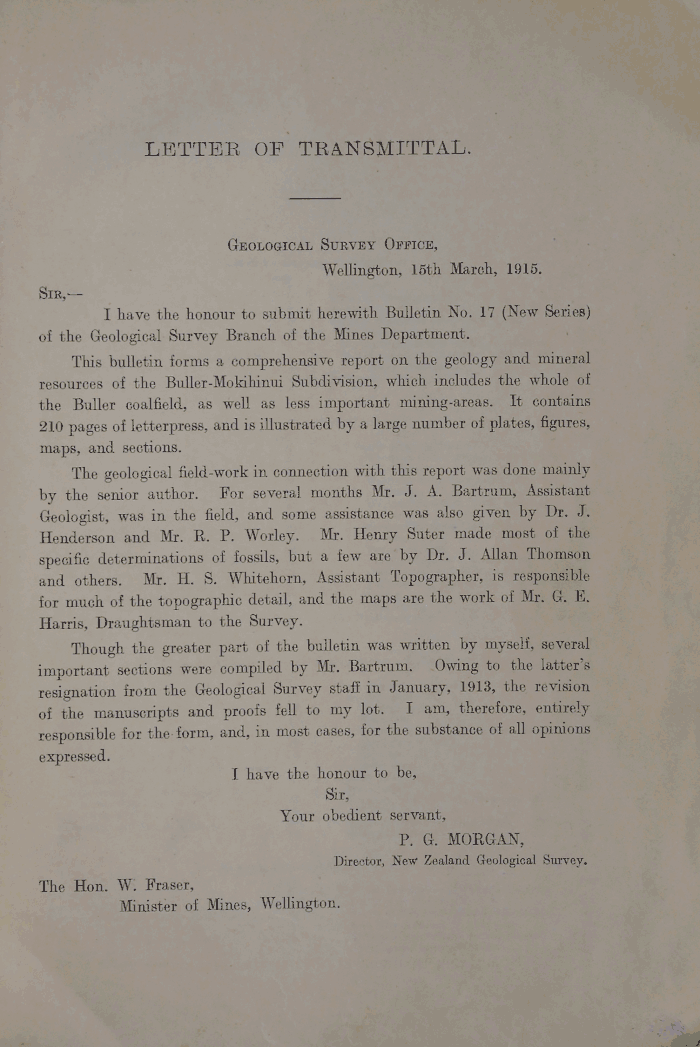 LETTER OF TRANSMITTAL.
GEOLOGICAL SURVEY OFFICE,
Wellington, 15th March, 1915.
SIR,—
I have the honour to submit herewith Bulletin No. 17 (New Series)
of the Geological Survey Branch of the Mines Department.
This bulletin forms a comprehensive report on the geology and mineral
resources of the Buller-Mokihinui Subdivision, which includes the whole of
the Buller coalfield, as well as less important mining-areas. It contains
210 pages of letterpress, and is illustrated by a large number of plates, figures,
maps, and sections.
The geological field-work in connection with this report was done mainly
by the senior author. For several months Mr. J. A. Bartrum, Assistant
Geologist, was in the field, and some assistance was also given by Dr. J.
Henderson and Mr. R. P. Worley. Mr. Henry Suter made most of the
specific determinations of fossils, but a few are by Dr. J. Allan Thomson
and others. Mr. H. S. Whitehorn, Assistant Topographer, is responsible
for much of the topographic detail, and the maps are the work of Mr. G. E.
Harris, Draughtsman to the Survey.
Though the greater part of the bulletin was written by myself, several
important sections were compiled by Mr. Bartrum. Owing to the latter's
resignation from the Geological Survey staff in January, 1913, the revision
of the manuscripts and proofs fell to my lot. I am, therefore, entirely
responsible for the form, and, in most cases, for the substance of all opinions
expressed.
I have the honour to be,
Sir,
Your obedient servant,
P. G. MORGAN,
Director, New Zealand Geological Survey.
The Hon. W. Fraser,
Minister of Mines, Wellington.